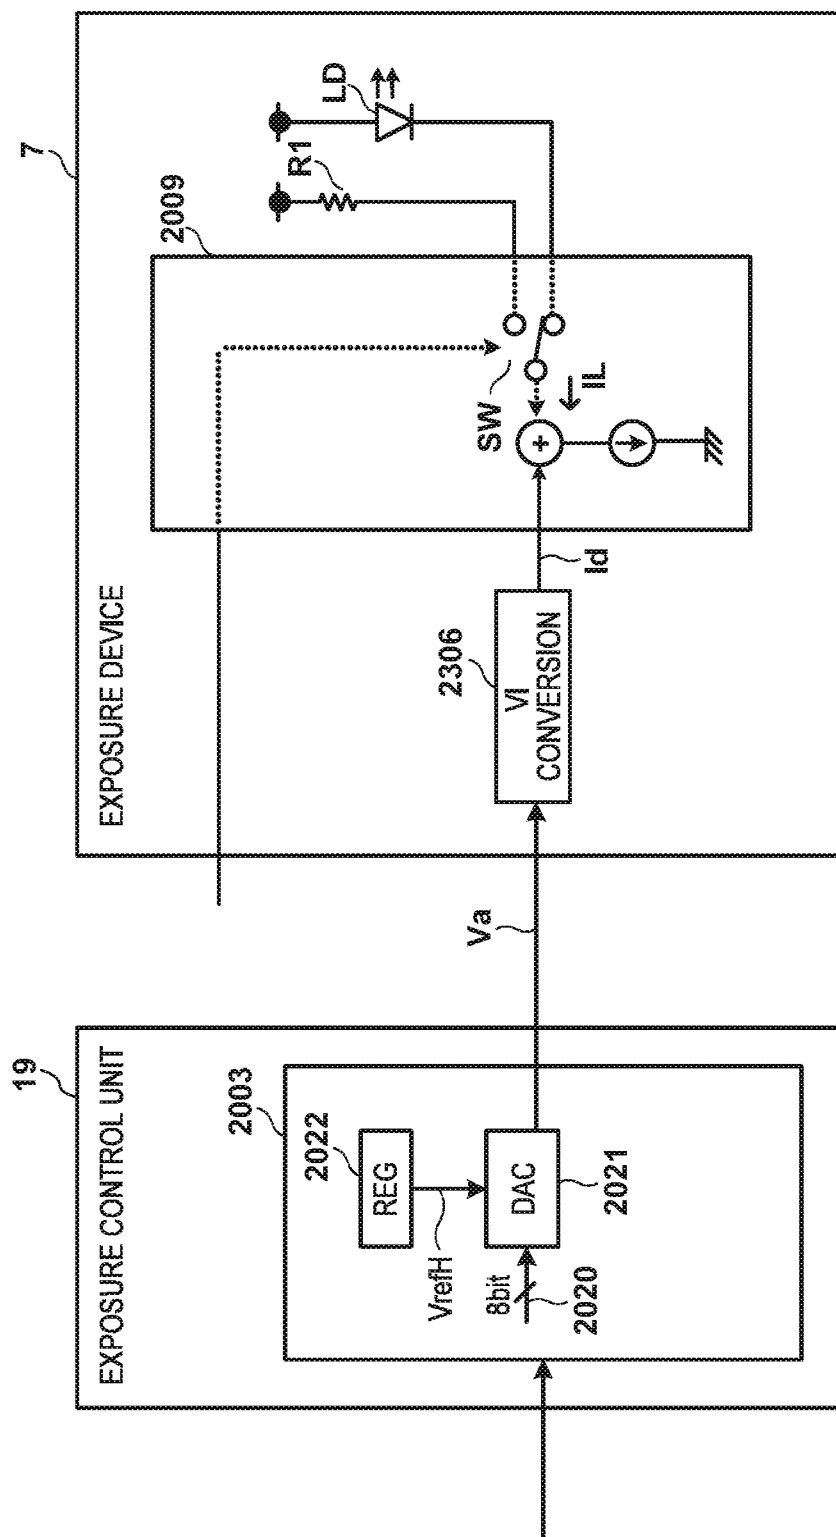 19
EXPOSURE CONTROL UNIT
2003
2022
REG
VrefH
DAC
2021
8bit
2020
Va
7
EXPOSURE DEVICE
2009
2306
VI
CONVERSION
Id
SW
IL
R1
LD